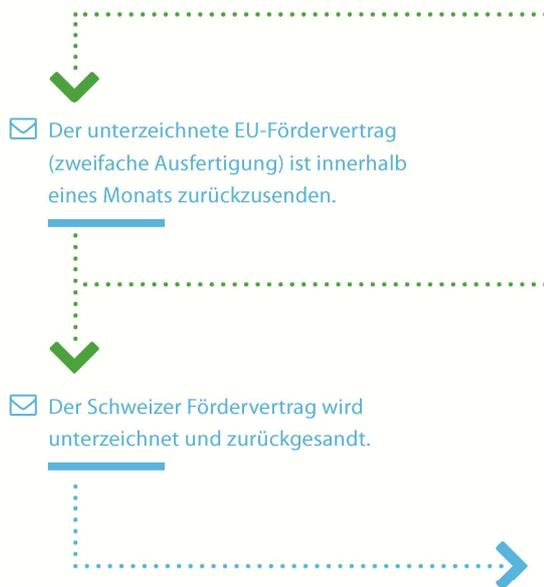 Der unterzeichnete EU-Fördervertrag
(zweifache Ausfertigung) ist innerhalb
eines Monats zurückzusenden.
Der Schweizer Fördervertrag wird
unterzeichnet und zurückgesandt.